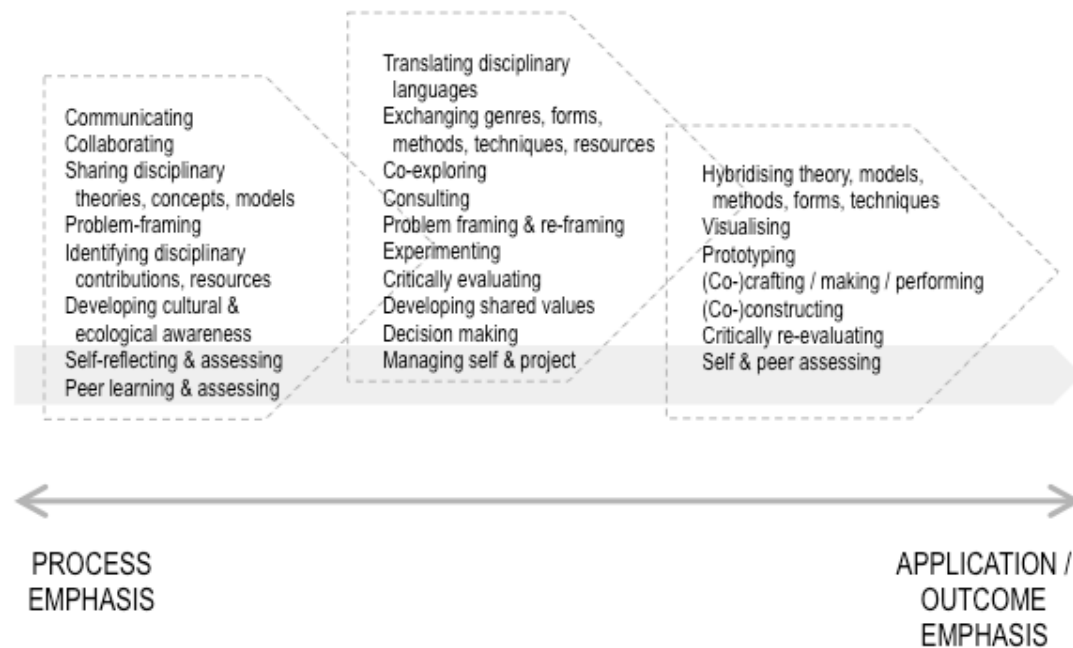 Communicating
Collaborating
Sharing disciplinary
theories, concepts, models
Problem-framing
Identifying disciplinary
contributions, resources
Developing cultural &
ecological awareness
Self-reflecting & assessing
Peer learning & assessing
Translating disciplinary
languages
Exchanging genres, forms,
methods, techniques, resources
Co-exploring
Consulting
Problem framing & re-framing
Experimenting
Critically evaluating
Developing shared values
Decision making
Managing self & project
Hybridising theory, models,
methods, forms, techniques
Visualising
Prototyping
(Co-)crafting / making / performing
(Co-)constructing
Critically re-evaluating
Self & peer assessing
PROCESS
EMPHASIS
APPLICATION /
OUTCOME
EMPHASIS